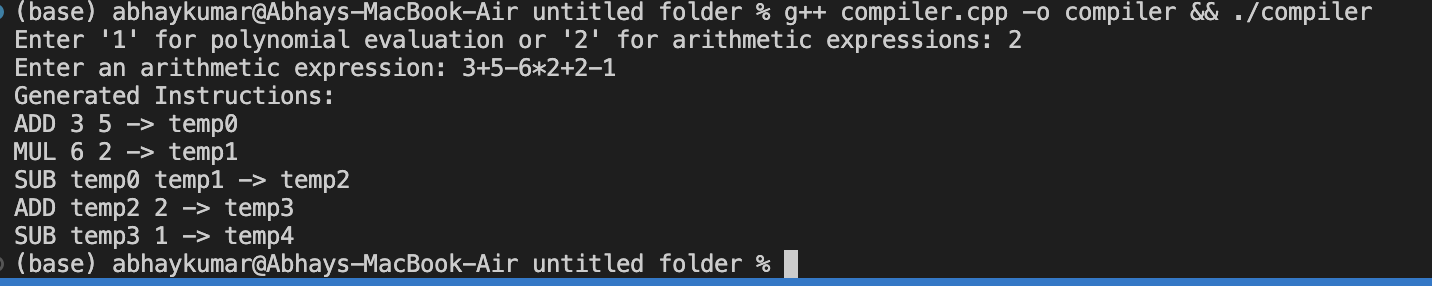 (base) abhaykumar@Abhays-MacBook-Air untitled folder % g++ compiler.cpp -o compiler && ./compiler
Enter '1' for polynomial evaluation or '2' for arithmetic expressions: 2
Enter an arithmetic expression: 3+5-6*2+2-1
Generated Instructions:
ADD 3 5 -> temp0
MUL 6 2 -> temp1
SUB temp0 temp1 -> temp2
ADD temp2 2 -> temp3
SUB temp3 1 -> temp4
(base) abhaykumar@Abhays-MacBook-Air untitled folder %